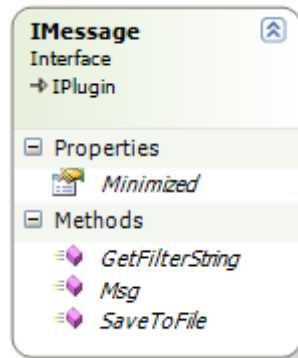 IMessage
Interface
IPlugin
Properties
Minimized
Methods
GetFilterString
Msg
SaveToFile